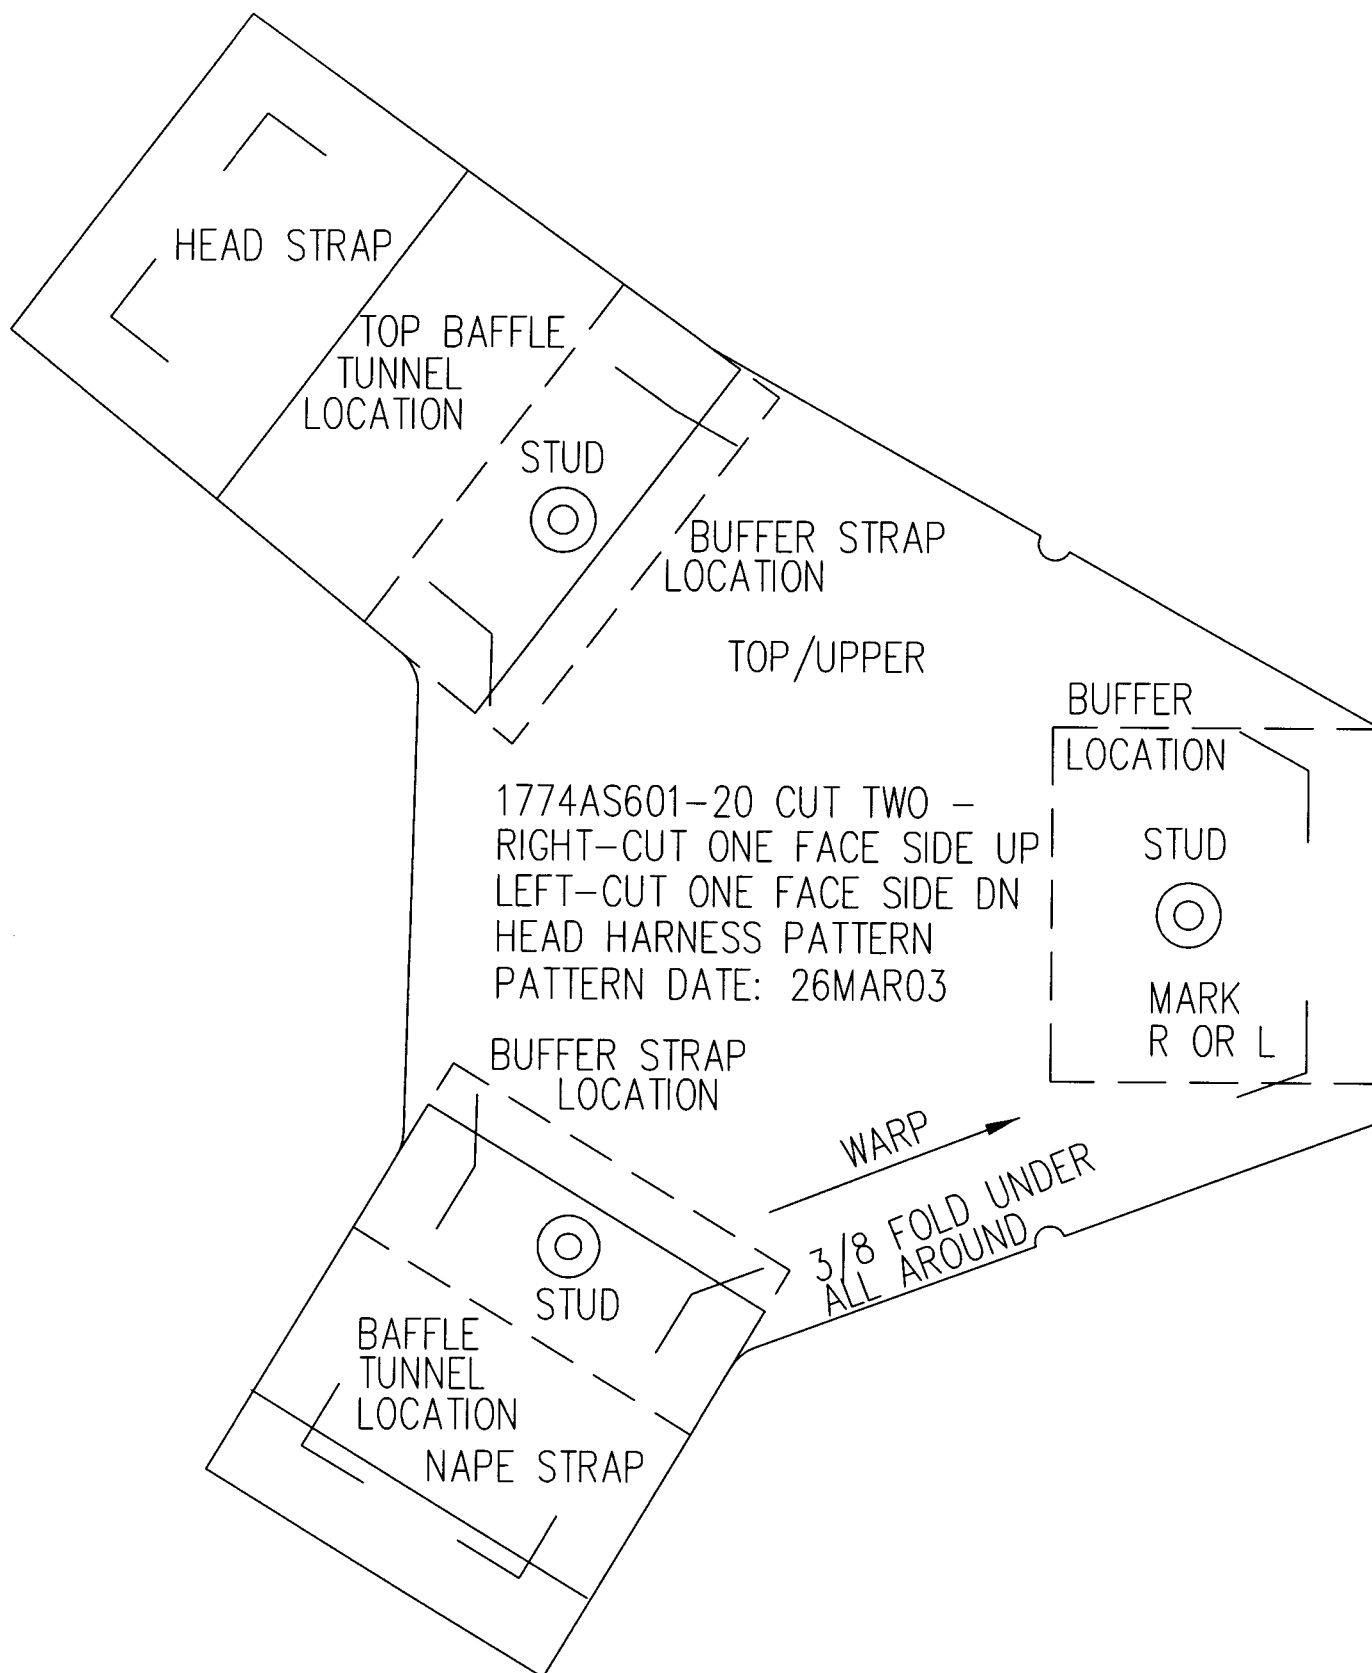 HEAD STRAP
TOP BAFFLE
TUNNEL
LOCATION
STUD
BUFFER STRAP
LOCATION
TOP/UPPER
BUFFER
LOCATION
1774AS601-20 CUT TWO -
RIGHT-CUT ONE FACE SIDE UP
LEFT-CUT ONE FACE SIDE DN
HEAD HARNESS PATTERN
PATTERN DATE: 26MAR03
STUD
MARK
R OR L
BUFFER STRAP
LOCATION
WARP
3/8 FOLD UNDER
ALL AROUND
STUD
BAFFLE
TUNNEL
LOCATION
NAPE STRAP